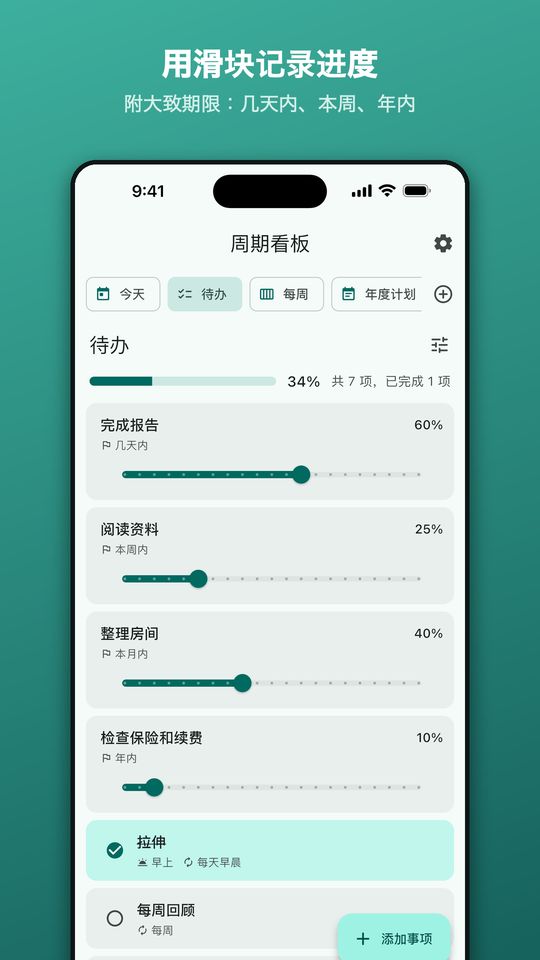 用滑块记录进度
附大致期限：几天内、本周、年内
9:41
周期看板
今天
待办
每周
年度计划
待办
34%
共 7 项，已完成 1 项
完成报告
60%
几天内
阅读资料
25%
本周内
整理房间
40%
本月内
检查保险和续费
10%
年内
拉伸
早上
每天早晨
每周回顾
每周
添加事项